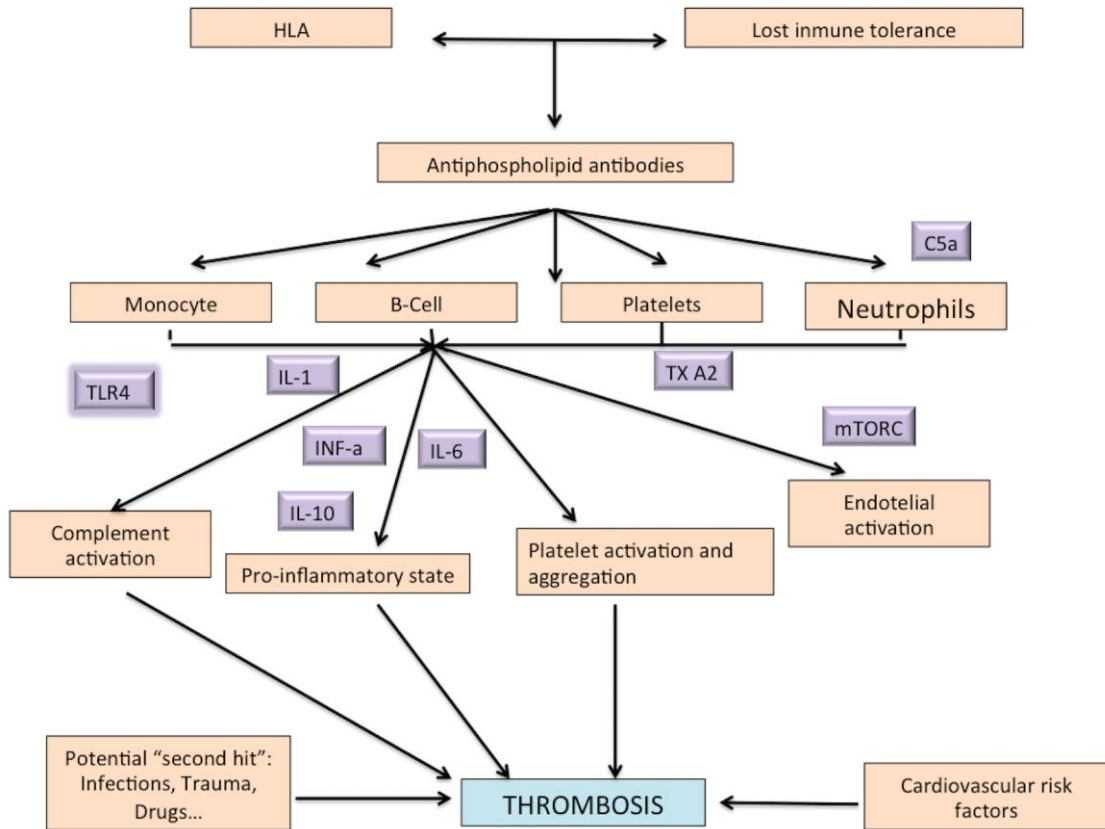 HLA
Lost inmune tolerance
Antiphospholipid antibodies
C5a
Monocyte
B-Cell
Platelets
Neutrophils
TLR4
IL-1
TX A2
INF-a
IL-6
mTORC
IL-10
Complement
activation
Pro-inflammatory state
Platelet activation and
aggregation
Endotelial
activation
Potential “second hit”:
Infections, Trauma,
Drugs...
THROMBOSIS
Cardiovascular risk
factors